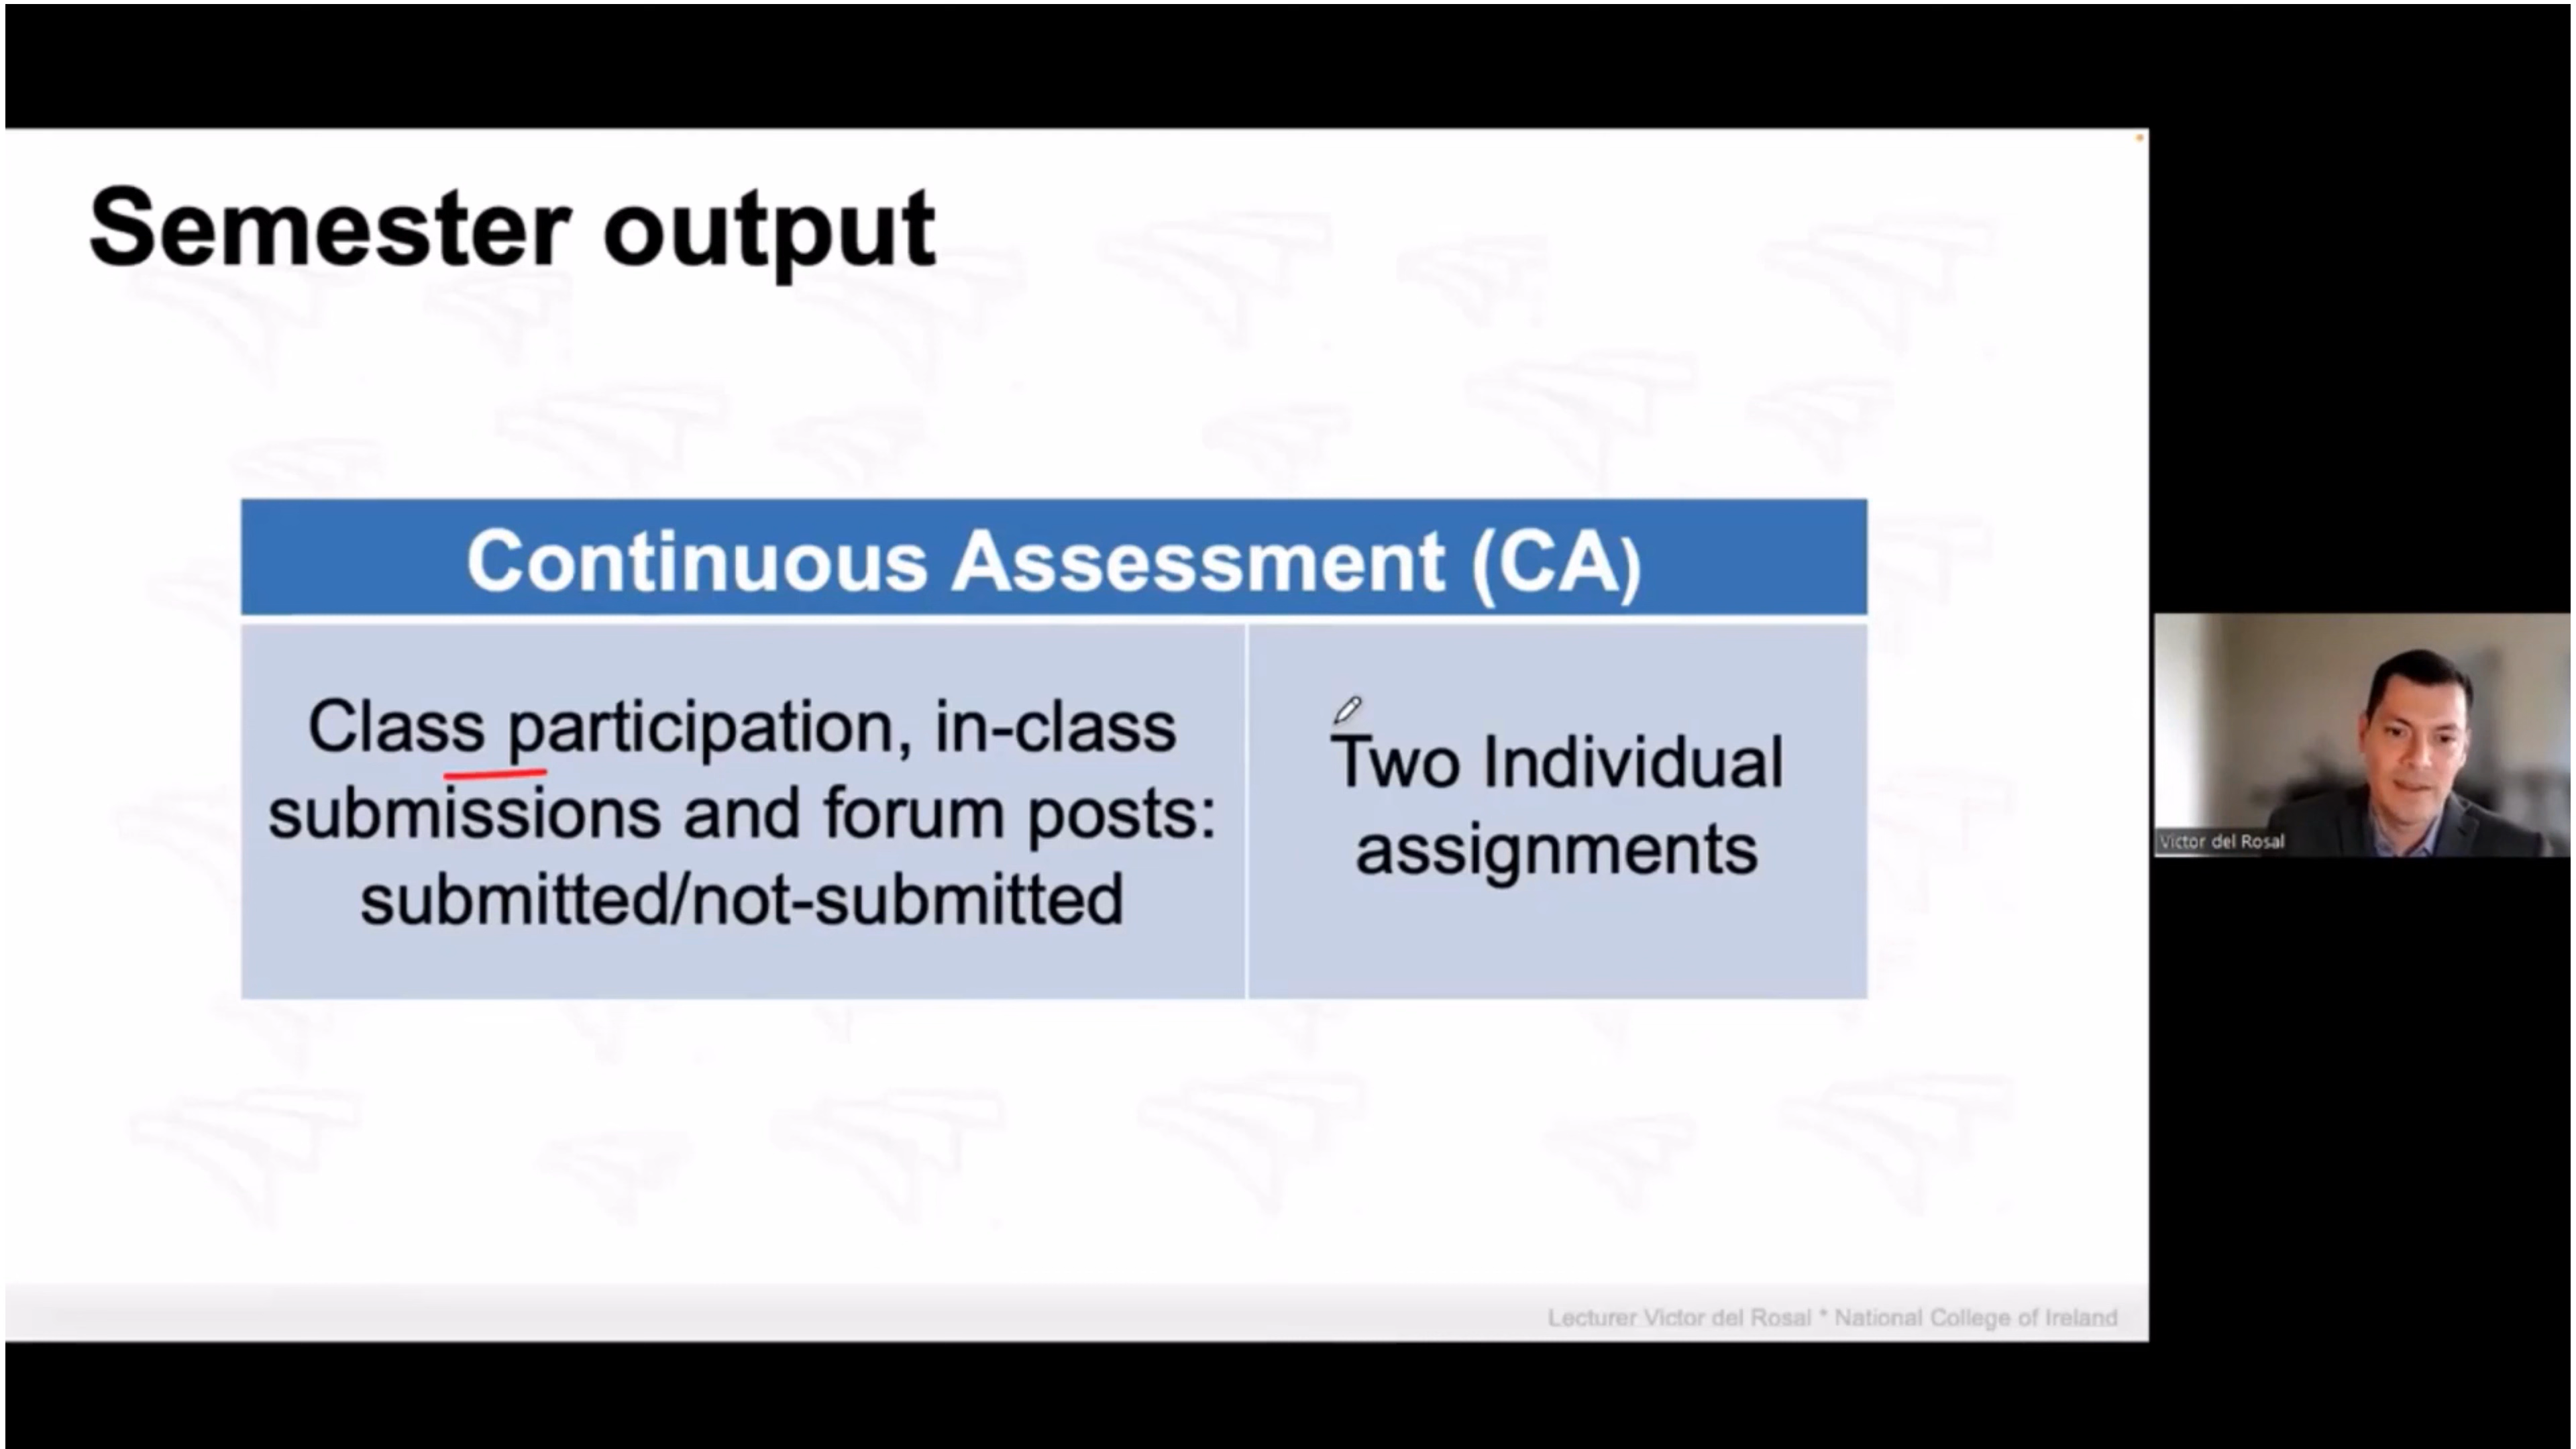 Semester output
Continuous Assessment (CA)
Class participation, in-class
submissions and forum posts:
submitted/not-submitted
Two Individual
assignments
Victor del Rosal
Lecturer Victor del Rosal * National College of Ireland